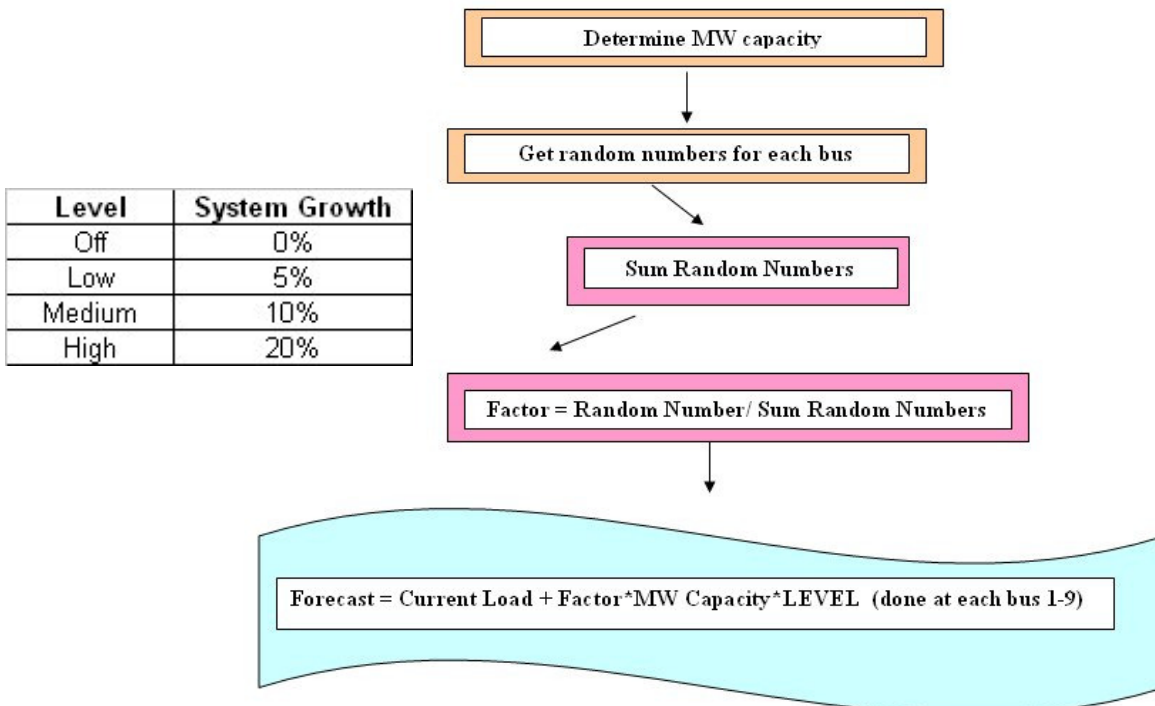 Determine MW capacity
Get random numbers for each bus
Level System Growth
Off 0%
Low 5%
Medium 10%
High 20%
Sum Random Numbers
Factor = Random Number/ Sum Random Numbers
Forecast = Current Load + Factor*MW Capacity*LEVEL (done at each bus 1-9)